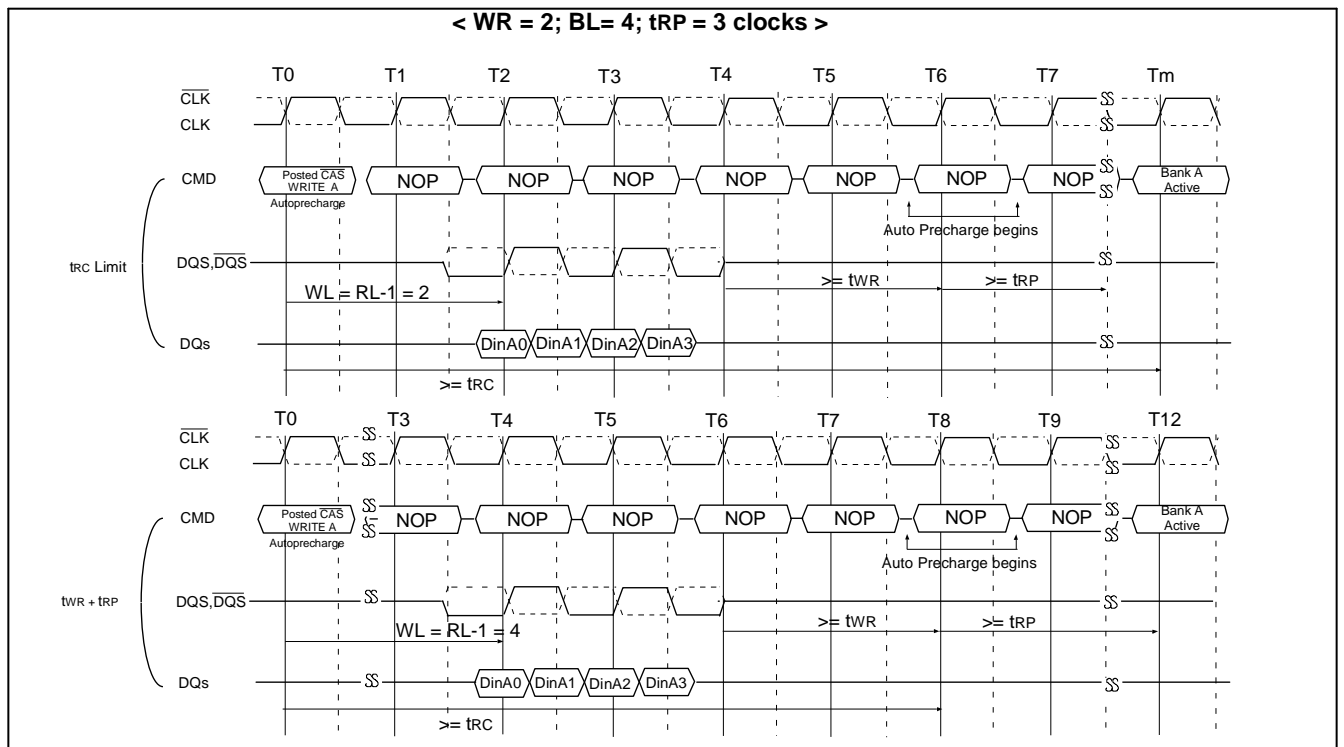 < WR = 2; BL= 4; tRP = 3 clocks >
T0 T1 T2 T3 T4 T5 T6 T7 Tm
CLK
CLK
CMD
Posted CAS
WRITE A
Autoprecharge
NOP NOP NOP NOP NOP NOP NOP
Bank A
Active
Auto Precharge begins
tRC Limit
DQS,DQS
WL = RL-1 = 2
>= tWR
>= tRP
DQs
DinA0 DinA1 DinA2 DinA3
>= tRC
T0 T3 T4 T5 T6 T7 T8 T9 T12
CLK
CLK
CMD
Posted CAS
WRITE A
Autoprecharge
NOP NOP NOP NOP NOP NOP NOP
Bank A
Active
Auto Precharge begins
tWR + tRP
DQS,DQS
WL = RL-1 = 4
>= tWR
>= tRP
DQs
DinA0 DinA1 DinA2 DinA3
>= tRC